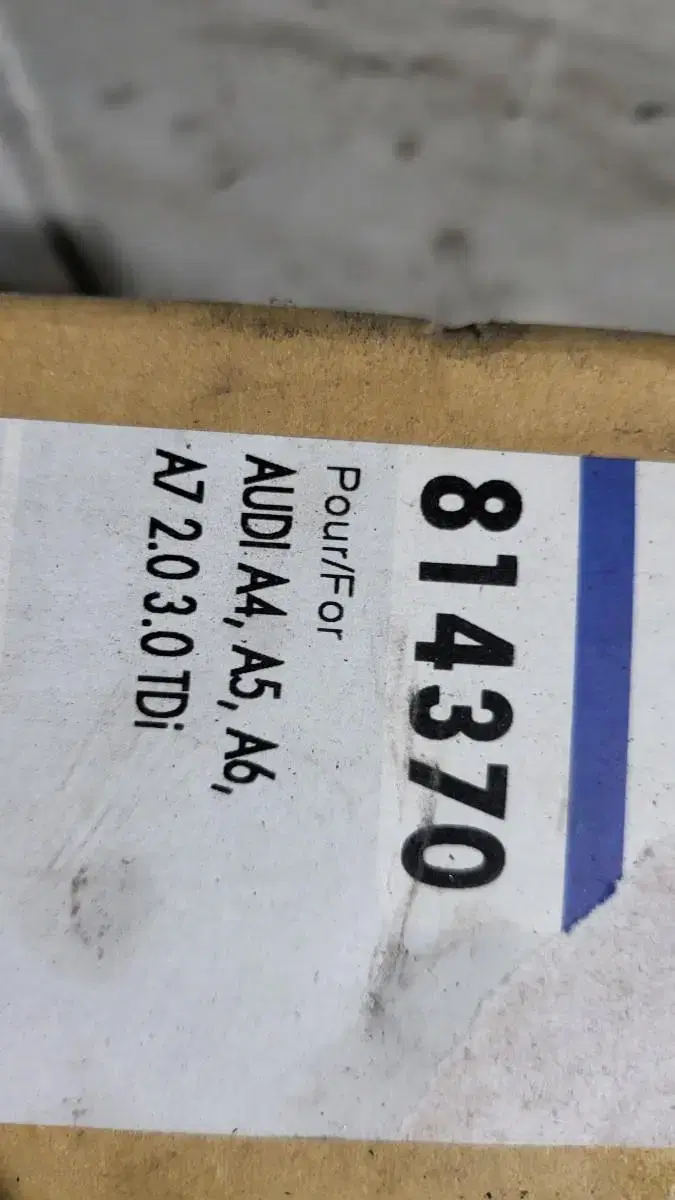 814370
Pour/For
AUDI A4, A5, A6,
A7 2.0 3.0 TDi